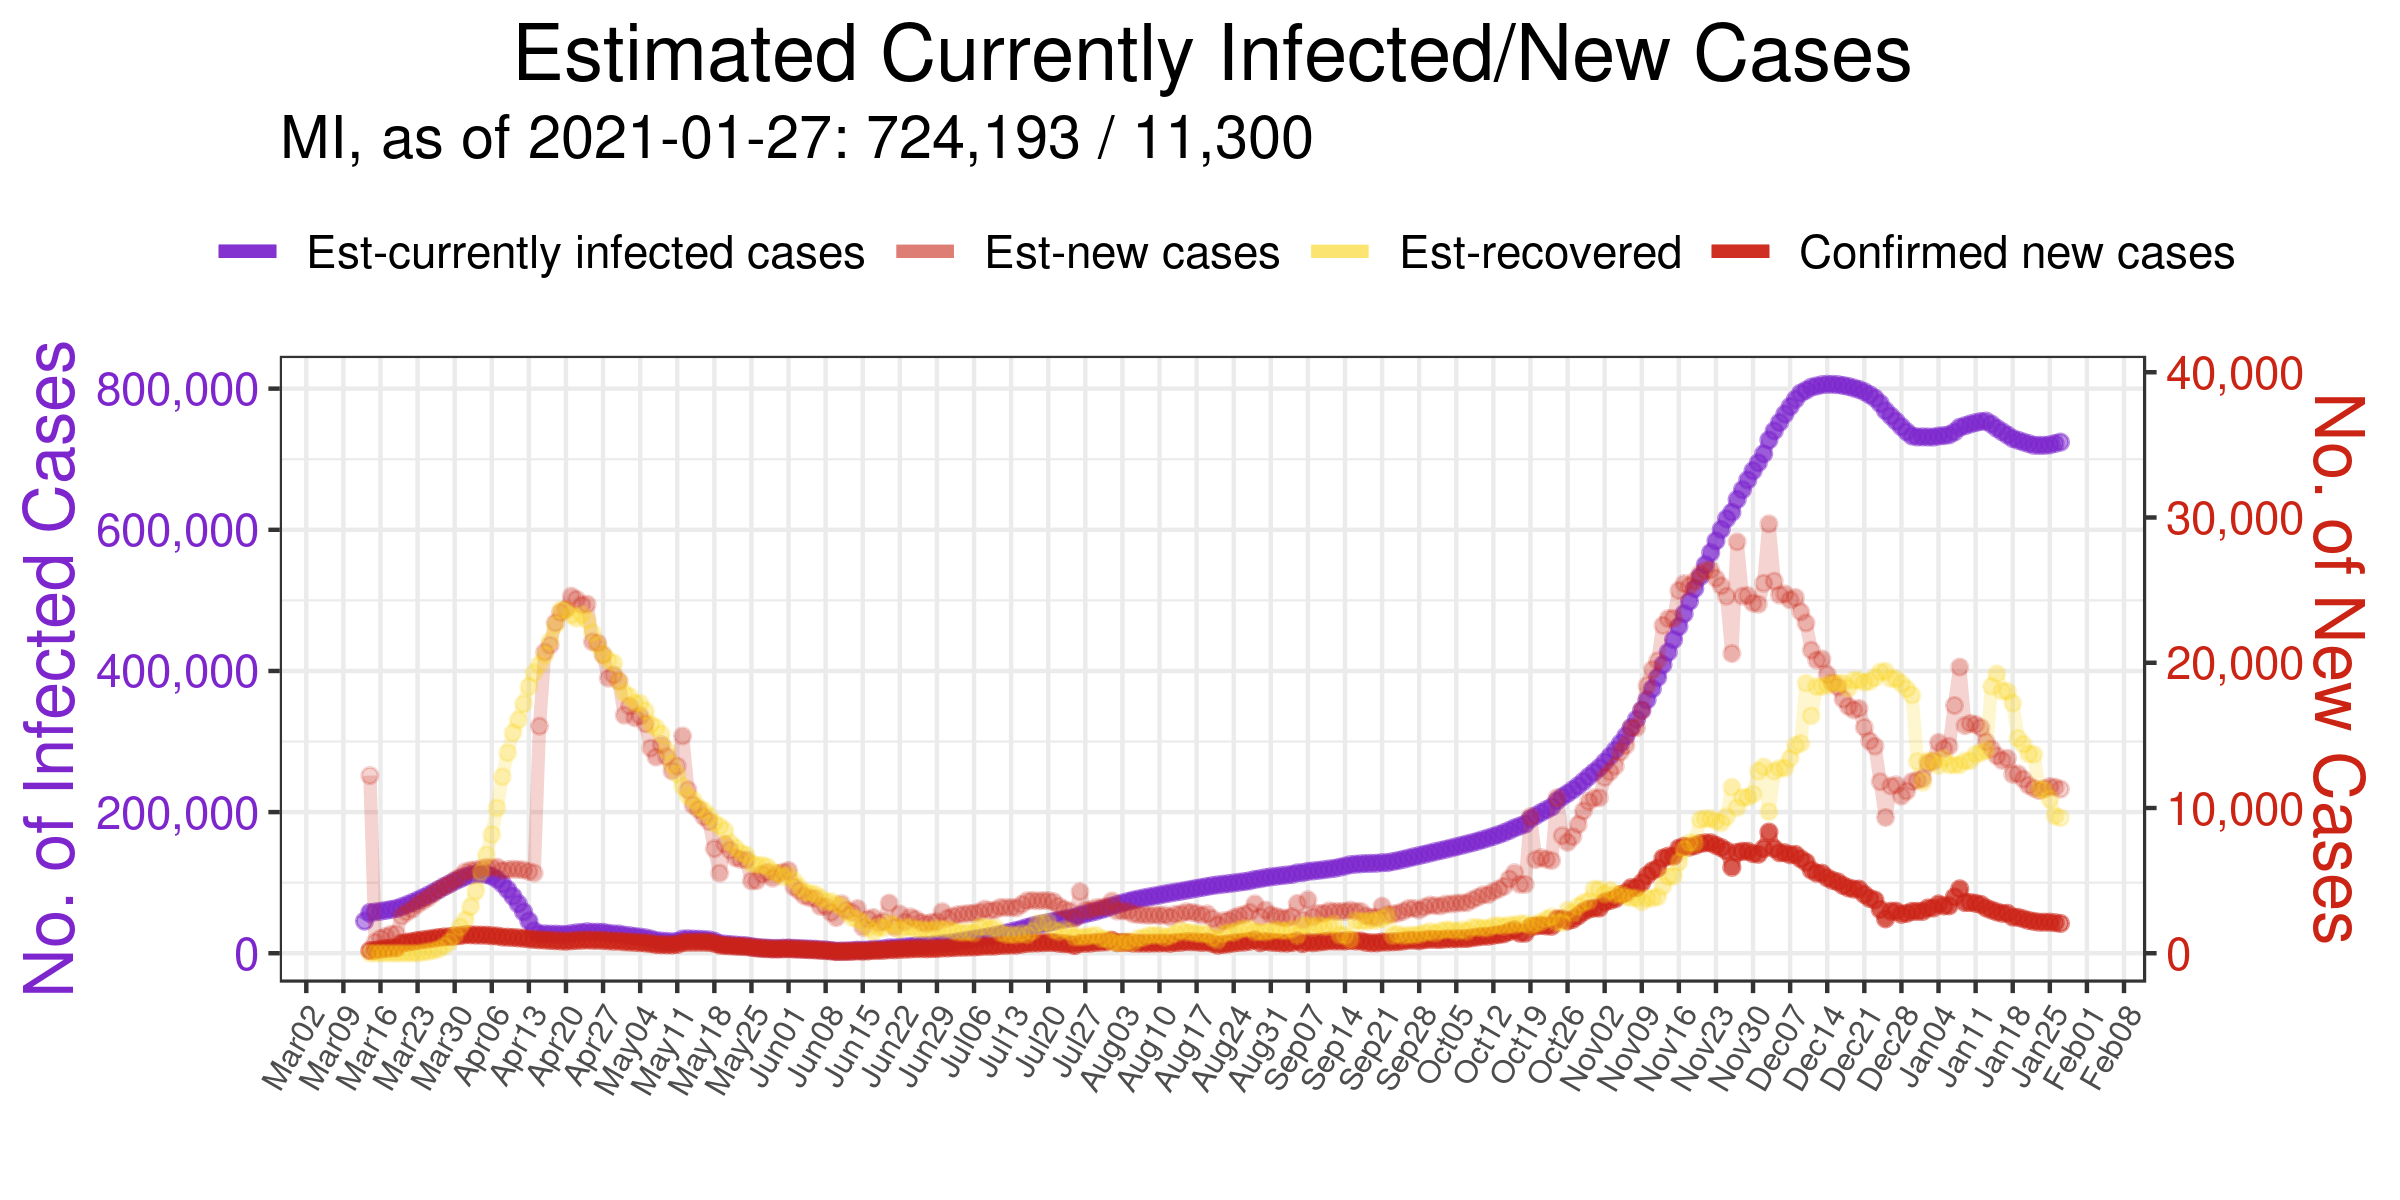 Estimated Currently Infected/New Cases
MI, as of 2021-01-27: 724,193 / 11,300
Est-currently infected cases Est-new cases Est-recovered Confirmed new cases
No. of Infected Cases
800,000
600,000
400,000
200,000
0
40,000
30,000
20,000
10,000
0
No. of New Cases
Mar02 Mar09 Mar16 Mar23 Mar30 Apr06 Apr13 Apr20 Apr27 May04 May11 May18 May25 Jun01 Jun08 Jun15 Jun22 Jun29 Jul06 Jul13 Jul20 Jul27 Aug03 Aug10 Aug17 Aug24 Aug31 Sep07 Sep14 Sep21 Sep28 Oct05 Oct12 Oct19 Oct26 Nov02 Nov09 Nov16 Nov23 Nov30 Dec07 Dec14 Dec21 Dec28 Jan04 Jan11 Jan18 Jan25 Feb01 Feb08